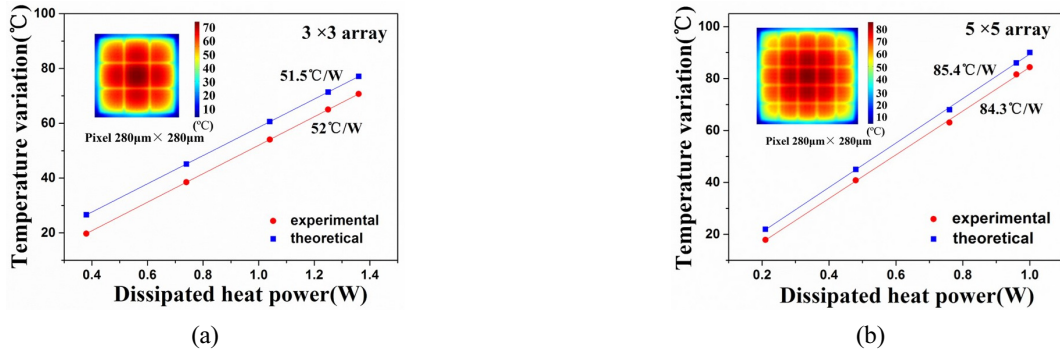 Temperature variation(℃)
100
80
60
40
20
70
60
50
40
30
20
10
(℃)
3 ×3 array
Pixel 280μm× 280μm
51.5℃/W
52℃/W
experimental
theoretical
0.4
0.6
0.8
1.0
1.2
1.4
1.6
Dissipated heat power(W)
(a)
Temperature variation(℃)
100
80
60
40
20
80
70
60
50
40
30
20
10
(℃)
5 ×5 array
Pixel 280μm× 280μm
85.4℃/W
84.3℃/W
experimental
theoretical
0.2
0.4
0.6
0.8
1.0
Dissipated heat power(W)
(b)